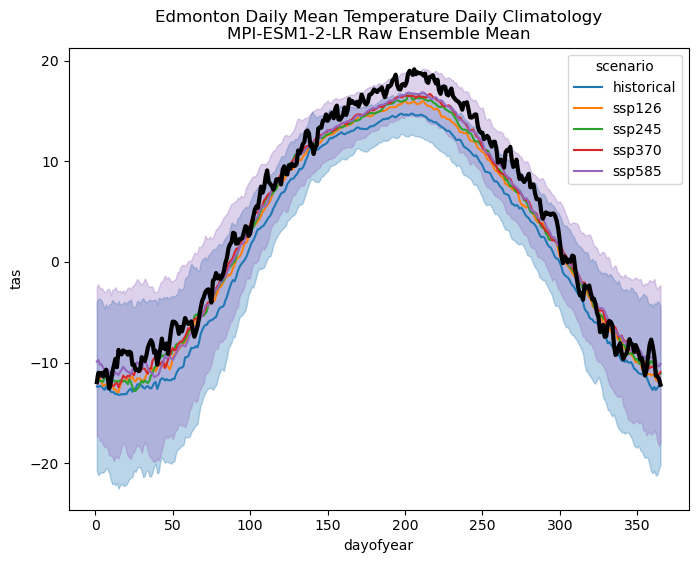 Edmonton Daily Mean Temperature Daily Climatology
MPI-ESM1-2-LR Raw Ensemble Mean
scenario
historical
ssp126
ssp245
ssp370
ssp585
tas
20
10
0
−10
−20
0 50 100 150 200 250 300 350
dayofyear